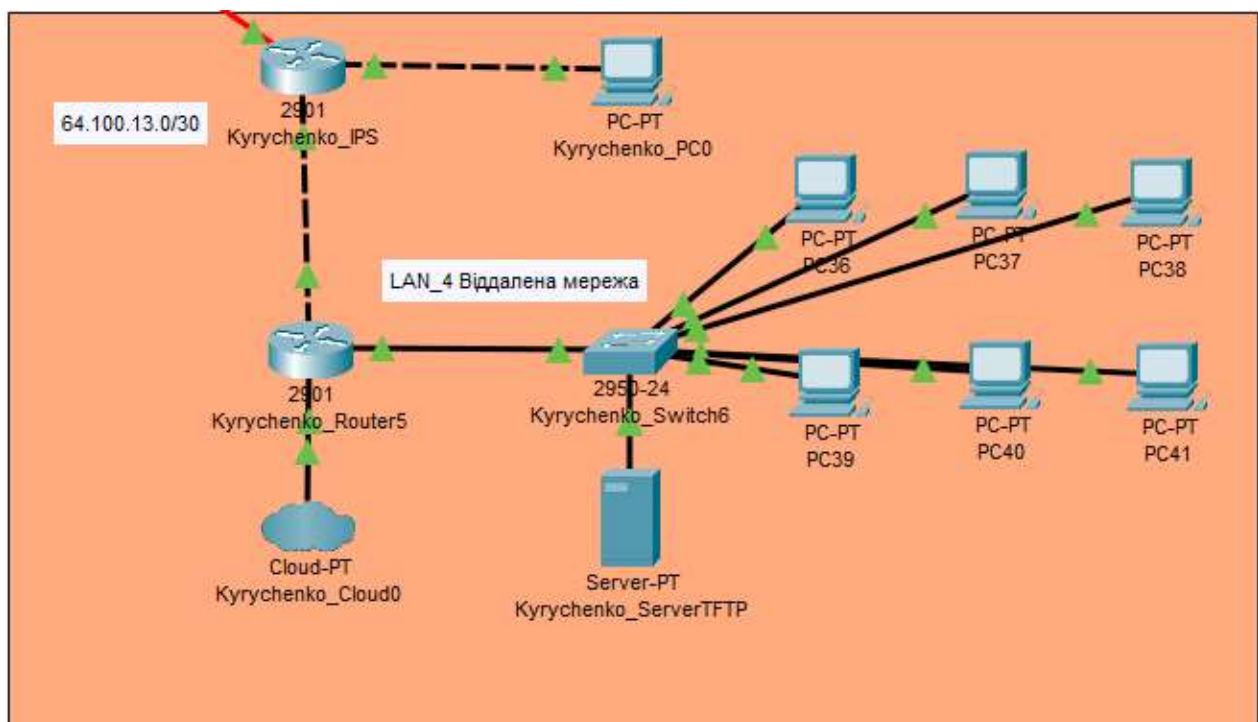 2901
Kyrychenko_IPS
64.100.13.0/30
PC-PT
Kyrychenko_PC0
PC-PT
PC36
PC-PT
PC37
PC-PT
PC38
LAN_4 Віддалена мережа
2901
Kyrychenko_Router5
2950-24
Kyrychenko_Switch6
PC-PT
PC39
PC-PT
PC40
PC-PT
PC41
Cloud-PT
Kyrychenko_Cloud0
Server-PT
Kyrychenko_ServerTFTP